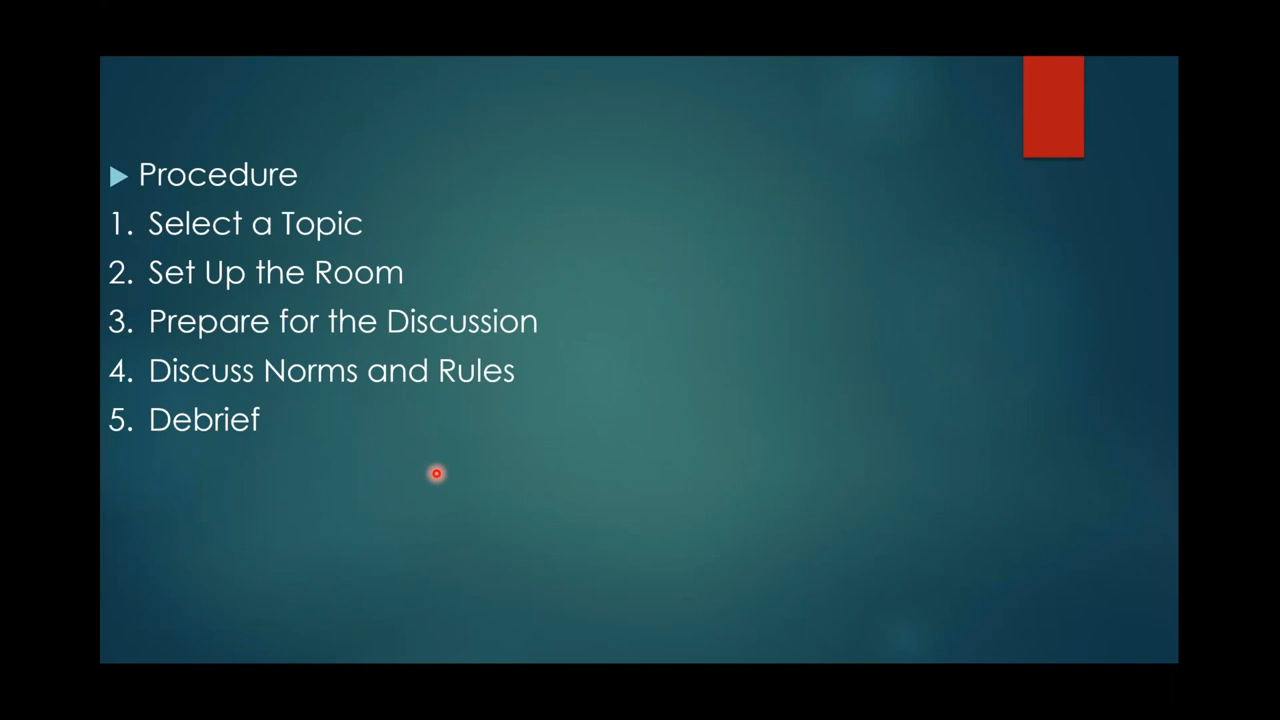 Procedure
1. Select a Topic
2. Set Up the Room
3. Prepare for the Discussion
4. Discuss Norms and Rules
5. Debrief